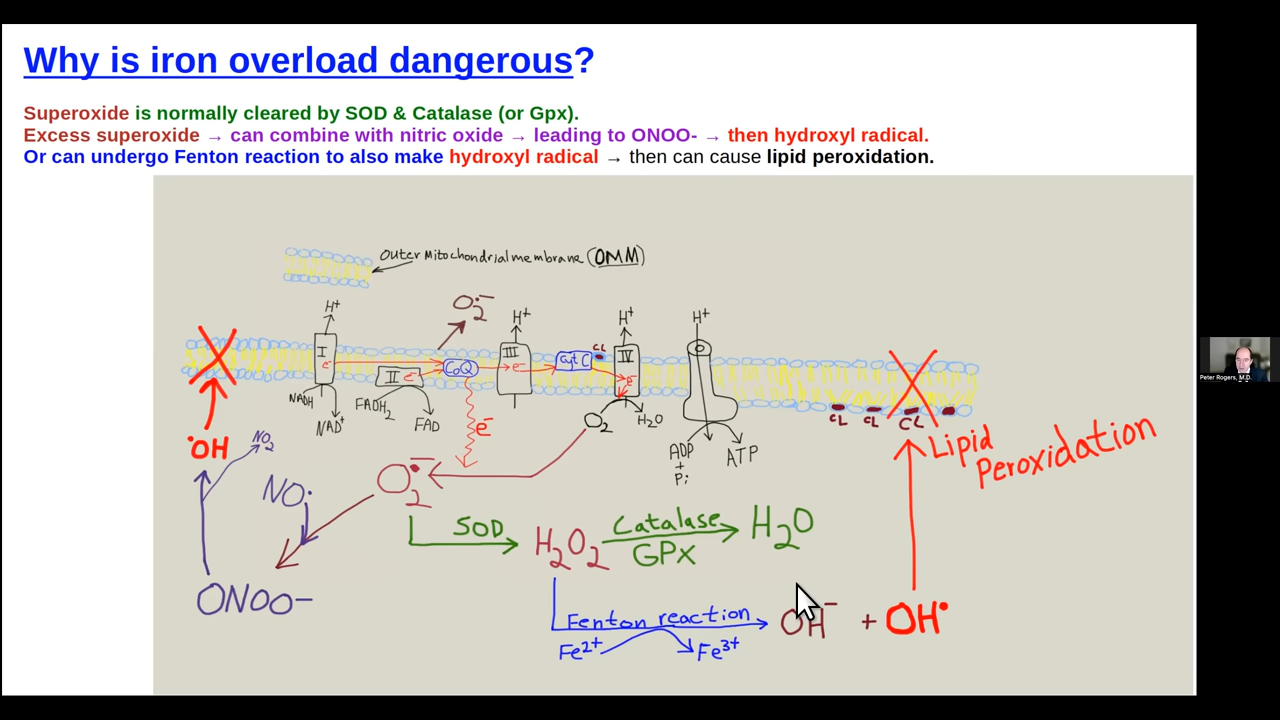 Why is iron overload dangerous?
Superoxide is normally cleared by SOD & Catalase (or Gpx).
Excess superoxide → can combine with nitric oxide → leading to ONOO- → then hydroxyl radical.
Or can undergo Fenton reaction to also make hydroxyl radical → then can cause lipid peroxidation.
Outer Mitochondrial membrane (OMM)
O₂•−
H⁺
H⁺
H⁺
H⁺
I
e⁻
II
e⁻
CoQ
III
e⁻
Cyt C
CL
IV
e⁻
NADH
NAD⁺
FADH₂
FAD
O₂
H₂O
ADP
+
Pi
ATP
CL
CL
CL
•OH
NO₂
e⁻
Lipid
Peroxidation
NO•
O₂•−
SOD
H₂O₂
Catalase
GPx
H₂O
ONOO−
Fenton reaction
Fe²⁺
Fe³⁺
OH⁻ + OH•
Peter Rogers, M.D.